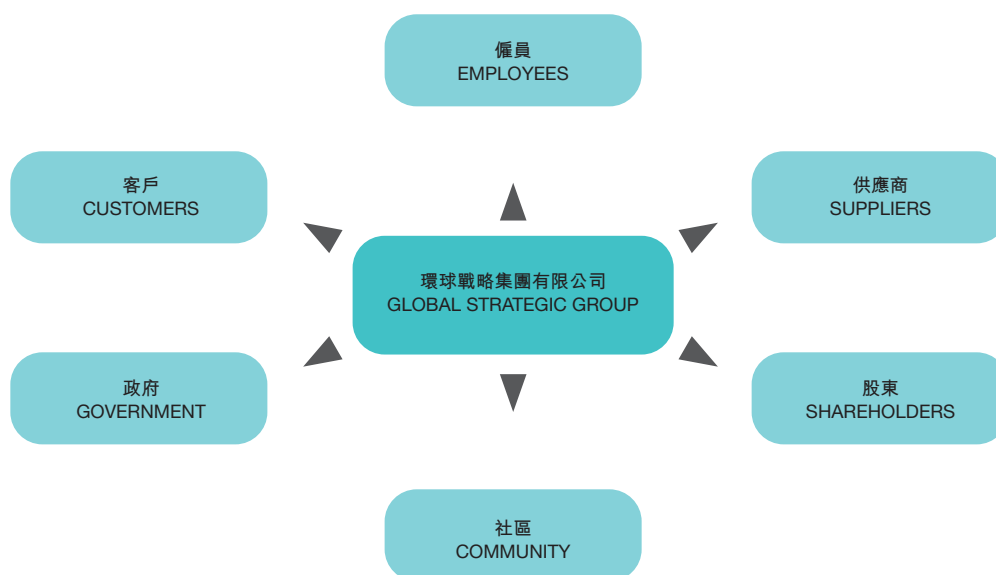 僱員
EMPLOYEES
客戶
CUSTOMERS
供應商
SUPPLIERS
環球戰略集團有限公司
GLOBAL STRATEGIC GROUP
政府
GOVERNMENT
股東
SHAREHOLDERS
社區
COMMUNITY